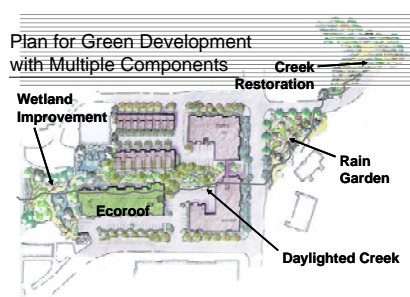 Plan for Green Development
with Multiple Components
Creek
Restoration
Wetland
Improvement
Rain
Garden
Ecoroof
Daylighted Creek